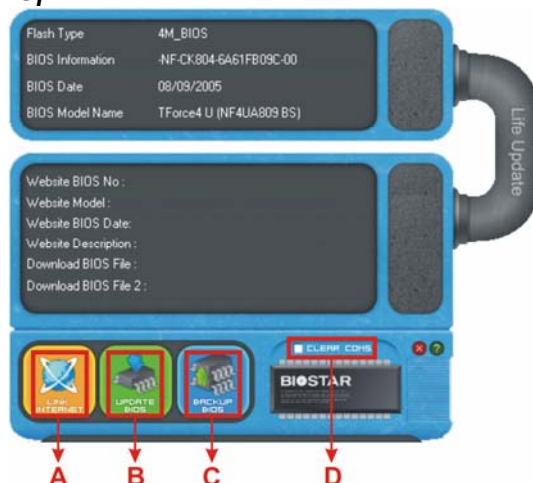 Flash Type 4M_BIOS
BIOS Information -NF-CK804-6A61FB09C-00
BIOS Date 08/09/2005
BIOS Model Name TForce4 U (NF4UA809 BS)
Life Update
Website BIOS No :
Website Model :
Website BIOS Date:
Website Description :
Download BIOS File :
Download BIOS File 2 :
LINK INTERNET
UPDATE BIOS
BACKUP BIOS
CLEAR COMS
BIOSTAR
A B C D